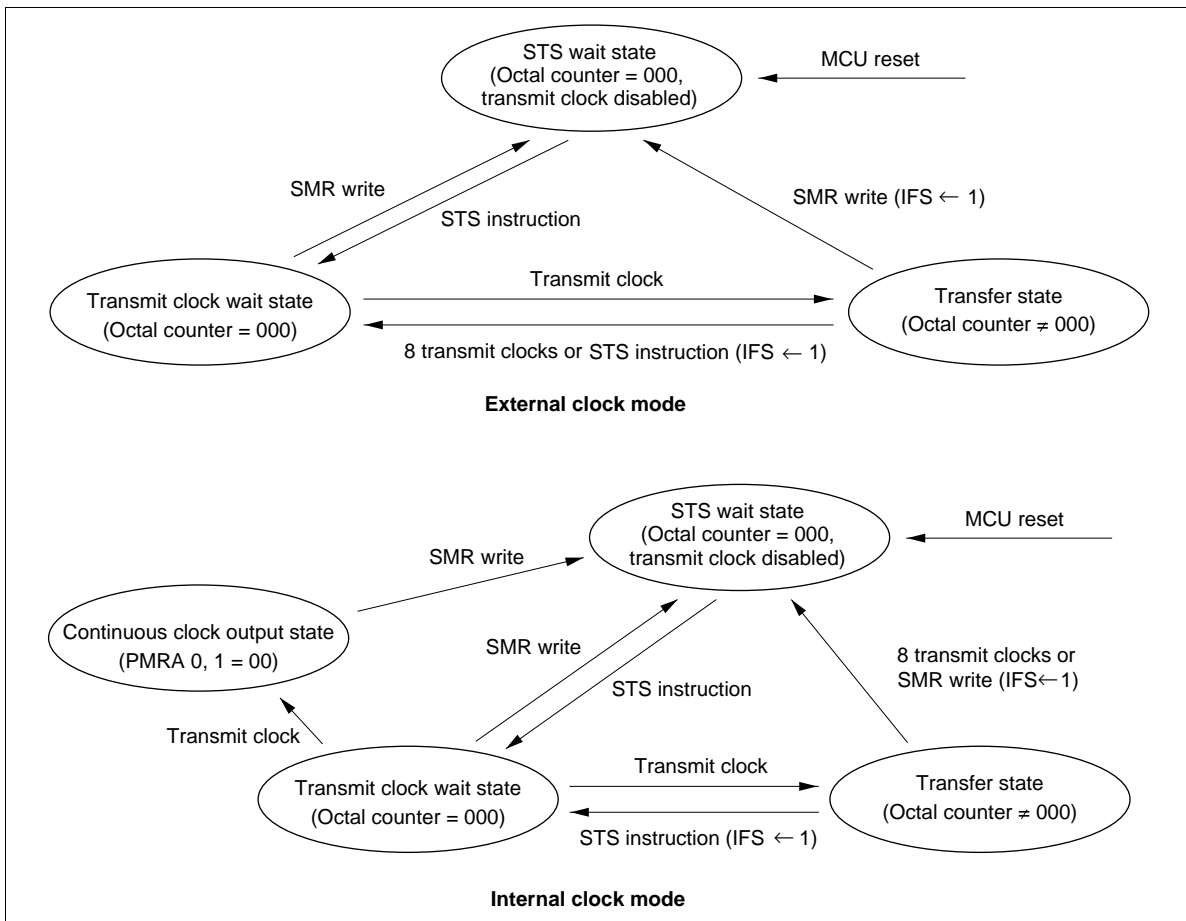 STS wait state
(Octal counter = 000,
transmit clock disabled)
MCU reset
SMR write
STS instruction
SMR write (IFS ← 1)
Transmit clock wait state
(Octal counter = 000)
Transmit clock
Transfer state
(Octal counter ≠ 000)
8 transmit clocks or STS instruction (IFS ← 1)
External clock mode
STS wait state
(Octal counter = 000,
transmit clock disabled)
MCU reset
SMR write
Continuous clock output state
(PMRA 0, 1 = 00)
SMR write
STS instruction
8 transmit clocks or
SMR write (IFS←1)
Transmit clock
Transmit clock wait state
(Octal counter = 000)
Transmit clock
Transfer state
(Octal counter ≠ 000)
STS instruction (IFS ← 1)
Internal clock mode